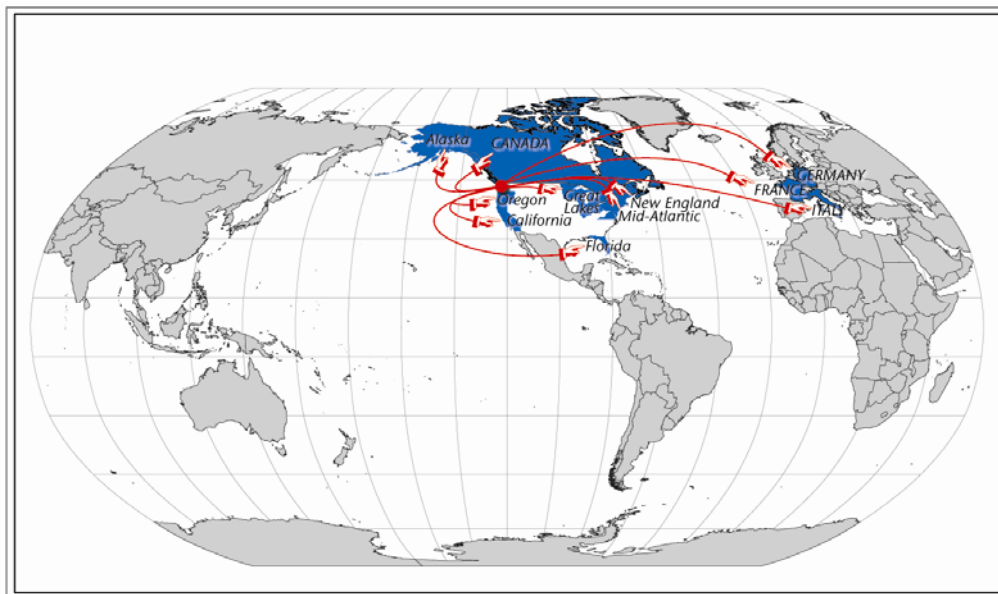 Alaska
CANADA
Oregon
California
Great
Lakes
New England
Mid-Atlantic
Florida
GERMANY
FRANCE
ITALY